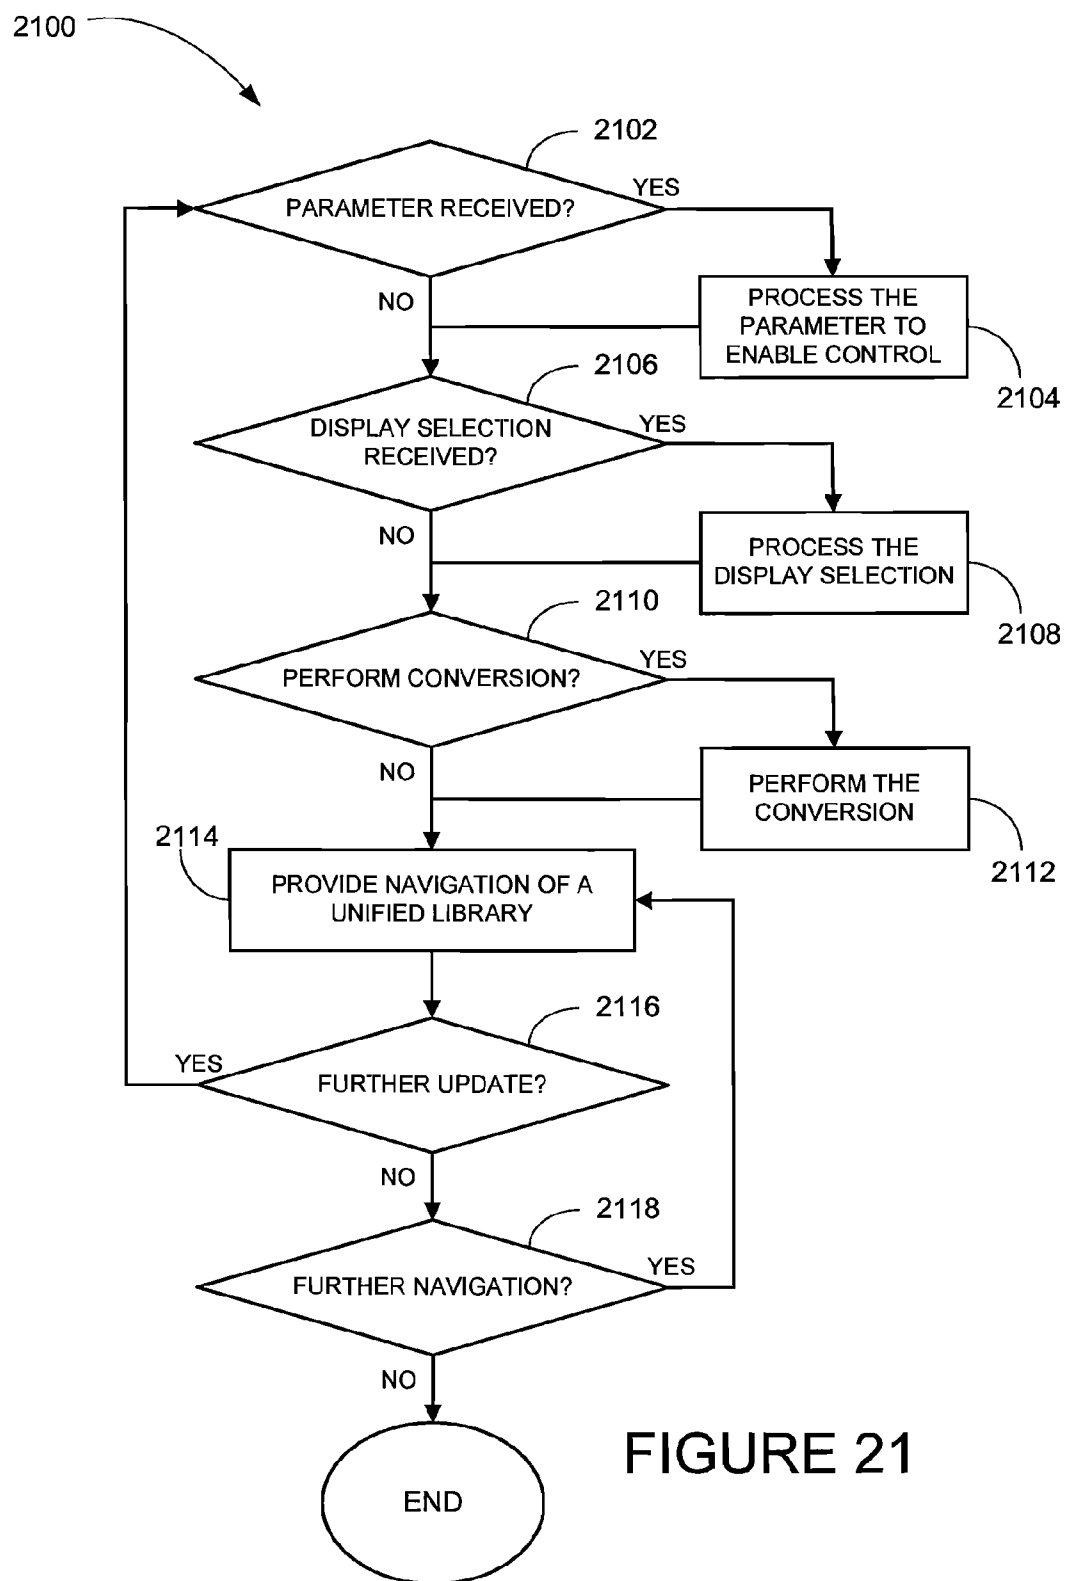 2100
2102
PARAMETER RECEIVED?
YES
NO
PROCESS THE
PARAMETER TO
ENABLE CONTROL
2104
2106
DISPLAY SELECTION
RECEIVED?
YES
NO
PROCESS THE
DISPLAY SELECTION
2108
2110
PERFORM CONVERSION?
YES
NO
PERFORM THE
CONVERSION
2112
2114
PROVIDE NAVIGATION OF A
UNIFIED LIBRARY
2116
YES
FURTHER UPDATE?
NO
2118
FURTHER NAVIGATION?
YES
NO
END
FIGURE 21